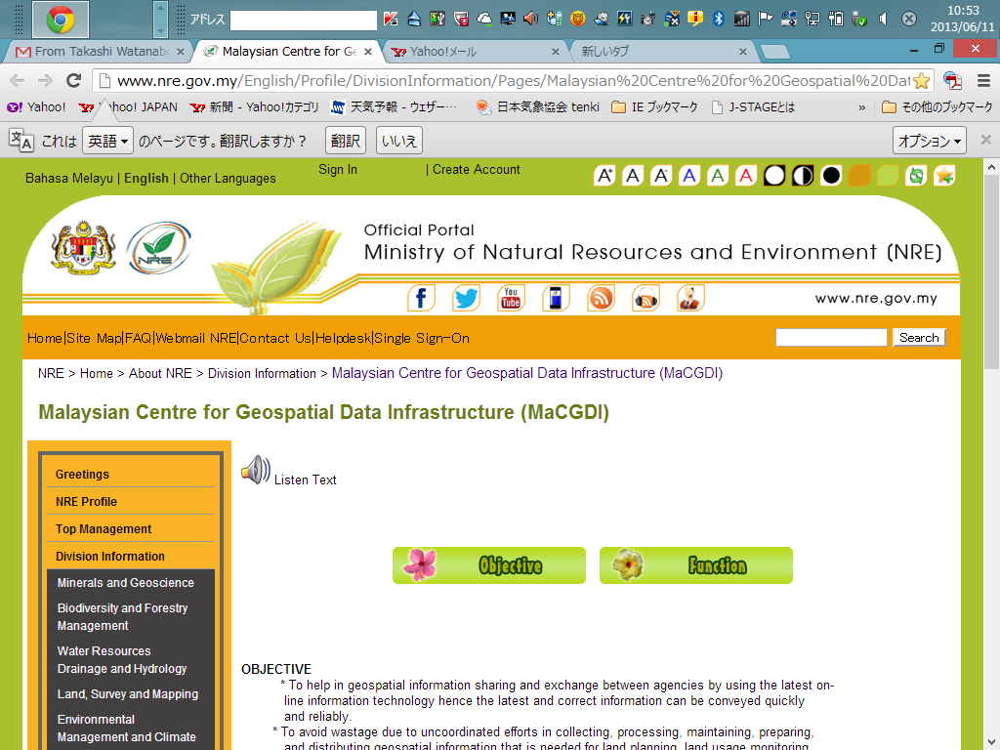 アドレス
10:53
2013/06/11
From Takashi Watanab
Malaysian Centre for Ge
Yahoo!メール
新しいタブ
www.nre.gov.my/English/Profile/DivisionInformation/Pages/Malaysian%20Centre%20for%20Geospatial%20Dat
Yahoo!
hoo! JAPAN
新聞 - Yahoo!カテゴリ
天気予報 - ウェザー…
日本気象協会 tenki
IE ブックマーク
J-STAGEとは
»
その他のブックマーク
これは 英語 のページです。翻訳しますか？ 翻訳 いいえ オプション
Bahasa Melayu | English | Other Languages
Sign In | Create Account
A+ A A- A A A
NRE
Official Portal
Ministry of Natural Resources and Environment (NRE)
You Tube
www.nre.gov.my
Home|Site Map|FAQ|Webmail NRE|Contact Us|Helpdesk|Single Sign-On
Search
NRE > Home > About NRE > Division Information > Malaysian Centre for Geospatial Data Infrastructure (MaCGDI)
Malaysian Centre for Geospatial Data Infrastructure (MaCGDI)
Greetings
NRE Profile
Top Management
Division Information
Minerals and Geoscience
Biodiversity and Forestry
Management
Water Resources
Drainage and Hydrology
Land, Survey and Mapping
Environmental
Management and Climate
Listen Text
Objective
Function
OBJECTIVE
* To help in geospatial information sharing and exchange between agencies by using the latest on-
line information technology hence the latest and correct information can be conveyed quickly
and reliably.
* To avoid wastage due to uncoordinated efforts in collecting, processing, maintaining, preparing,
and distributing geospatial information that is needed for land planning, land usage monitoring,